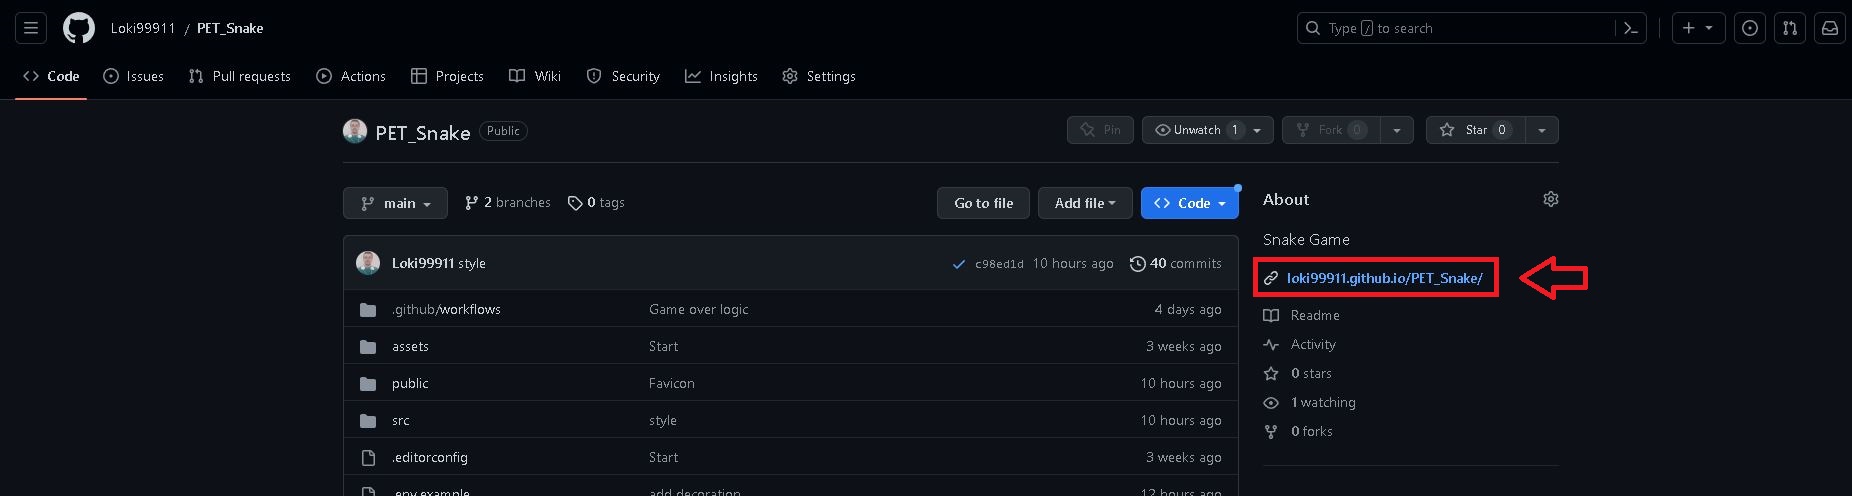 Loki99911 / PET_Snake
Type / to search
Code Issues Pull requests Actions Projects Wiki Security Insights Settings
PET_Snake Public
Pin Unwatch 1 Fork 0 Star 0
main 2 branches 0 tags Go to file Add file Code
About
Snake Game
loki99911.github.io/PET_Snake/
Readme
Activity
0 stars
1 watching
0 forks
Loki99911 style c98ed1d 10 hours ago 40 commits
.github/workflows Game over logic 4 days ago
assets Start 3 weeks ago
public Favicon 10 hours ago
src style 10 hours ago
.editorconfig Start 3 weeks ago
.env.example add decoration 12 hours ago